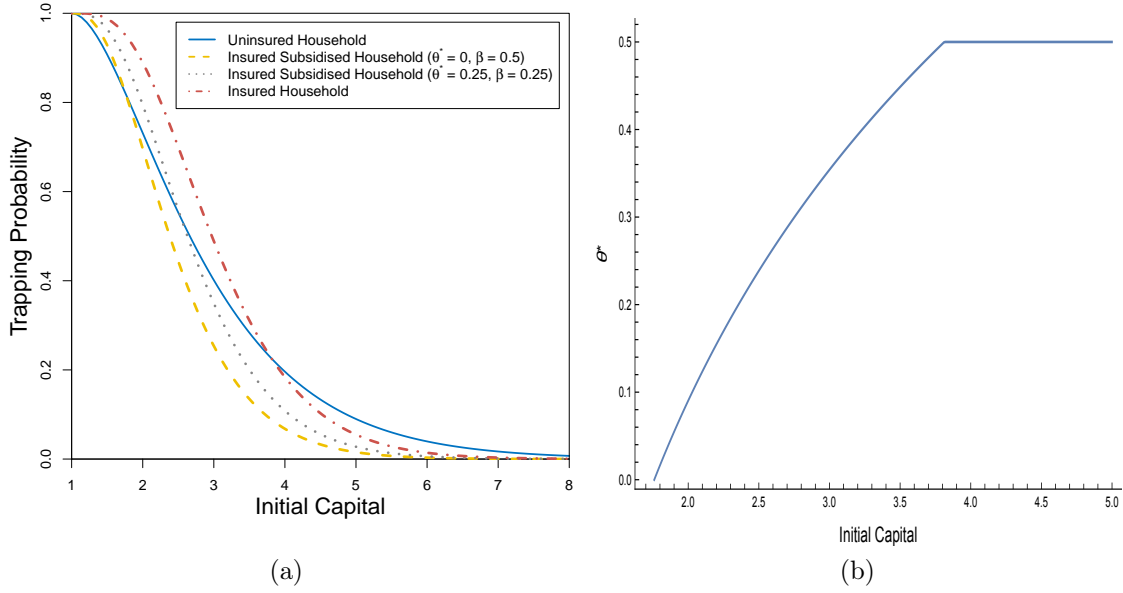 Trapping Probability
1.0
0.8
0.6
0.4
0.2
0.0
Uninsured Household
Insured Subsidised Household (θ* = 0, β = 0.5)
Insured Subsidised Household (θ* = 0.25, β = 0.25)
Insured Household
1 2 3 4 5 6 7 8
Initial Capital
(a)
θ*
0.5
0.4
0.3
0.2
0.1
0.0
2.0 2.5 3.0 3.5 4.0 4.5 5.0
Initial Capital
(b)